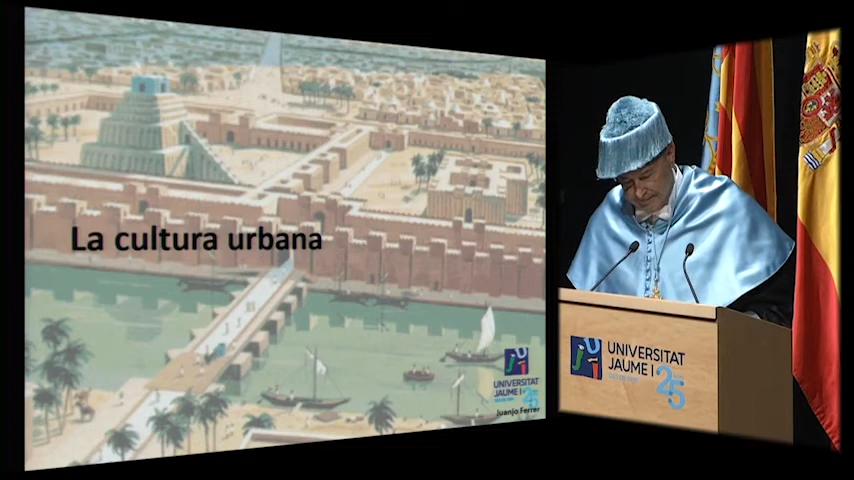 La cultura urbana
UNIVERSITAT
JAUME I
25
Juanjo Ferrer
UNIVERSITAT
JAUME I
25